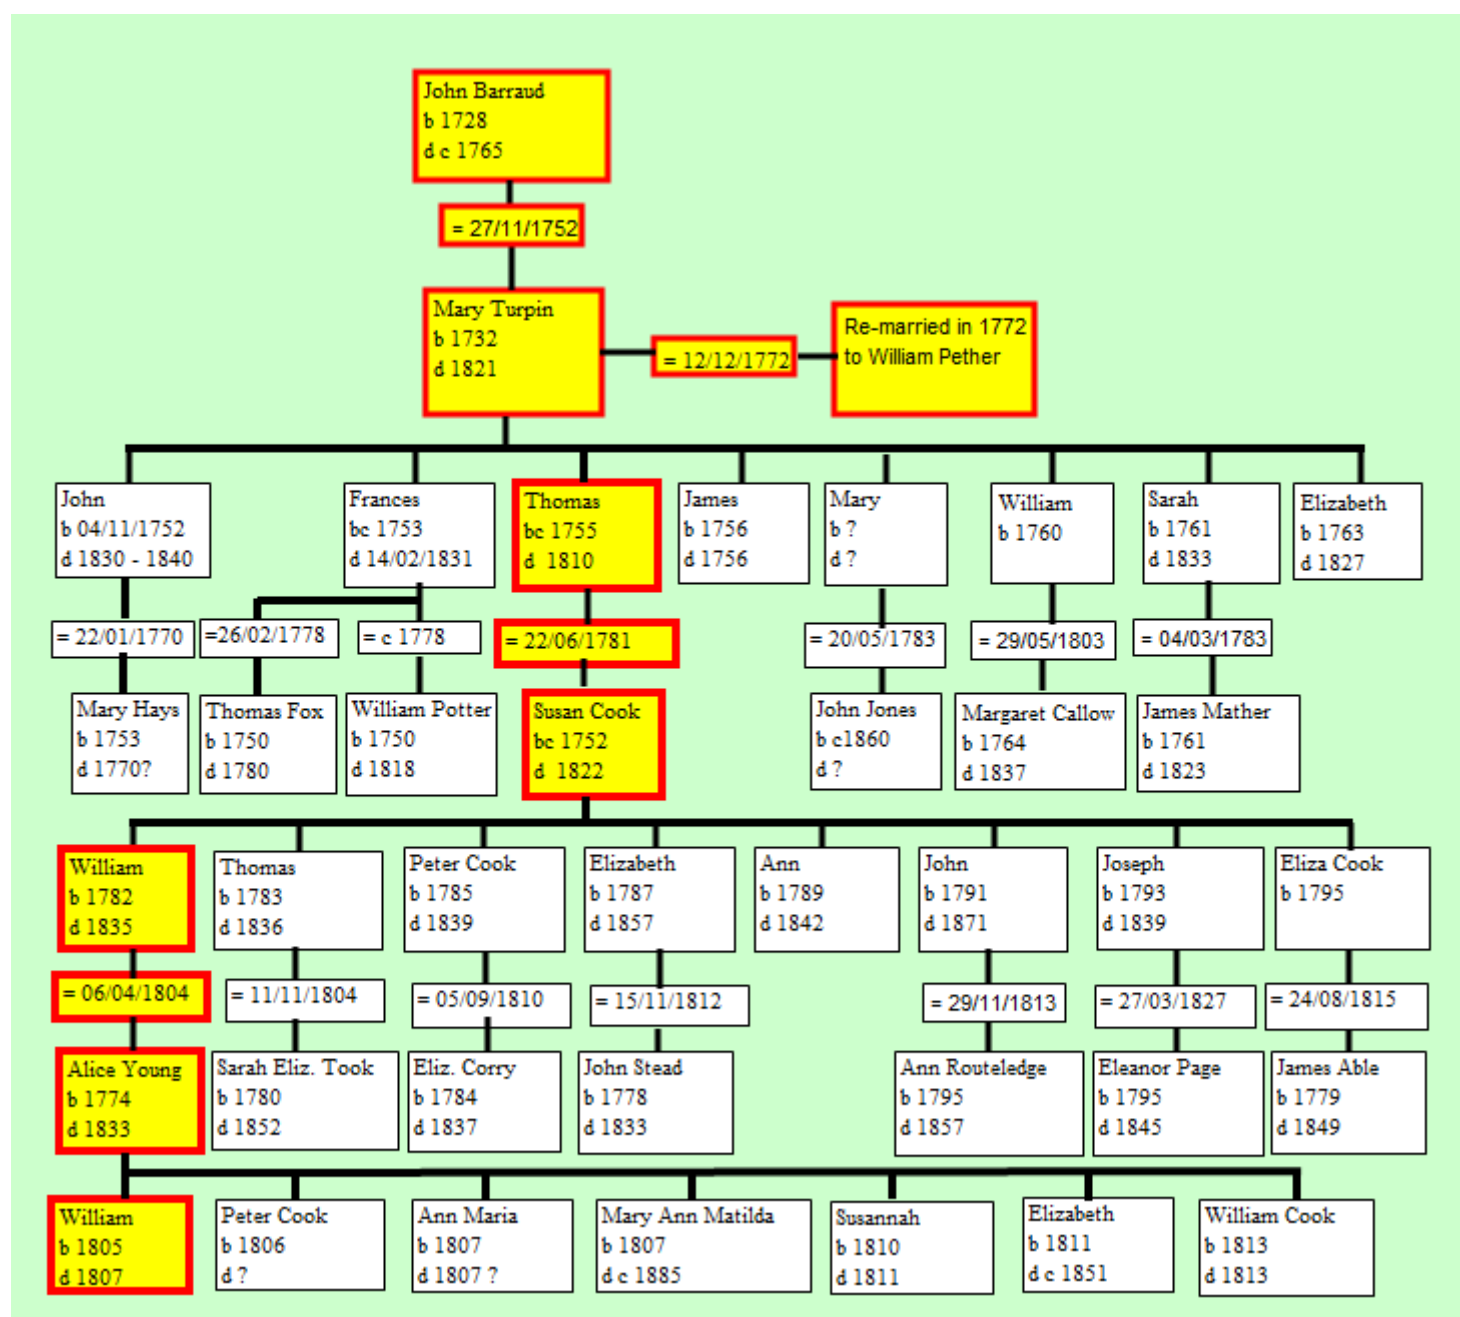 John Barraud
b 1728
d c 1765
= 27/11/1752
Mary Turpin
b 1732
d 1821
= 12/12/1772
Re-married in 1772
to William Pether
John
b 04/11/1752
d 1830 - 1840
Frances
bc 1753
d 14/02/1831
Thomas
bc 1755
d 1810
James
b 1756
d 1756
Mary
b ?
d ?
William
b 1760
Sarah
b 1761
d 1833
Elizabeth
b 1763
d 1827
= 22/01/1770
=26/02/1778
= c 1778
= 22/06/1781
= 20/05/1783
= 29/05/1803
= 04/03/1783
Mary Hays
b 1753
d 1770?
Thomas Fox
b 1750
d 1780
William Potter
b 1750
d 1818
Susan Cook
bc 1752
d 1822
John Jones
b c1860
d ?
Margaret Callow
b 1764
d 1837
James Mather
b 1761
d 1823
William
b 1782
d 1835
Thomas
b 1783
d 1836
Peter Cook
b 1785
d 1839
Elizabeth
b 1787
d 1857
Ann
b 1789
d 1842
John
b 1791
d 1871
Joseph
b 1793
d 1839
Eliza Cook
b 1795
= 06/04/1804
= 11/11/1804
= 05/09/1810
= 15/11/1812
= 29/11/1813
= 27/03/1827
= 24/08/1815
Alice Young
b 1774
d 1833
Sarah Eliz. Took
b 1780
d 1852
Eliz. Corry
b 1784
d 1837
John Stead
b 1778
d 1833
Ann Routeledge
b 1795
d 1857
Eleanor Page
b 1795
d 1845
James Able
b 1779
d 1849
William
b 1805
d 1807
Peter Cook
b 1806
d ?
Ann Maria
b 1807
d 1807 ?
Mary Ann Matilda
b 1807
d c 1885
Susannah
b 1810
d 1811
Elizabeth
b 1811
d c 1851
William Cook
b 1813
d 1813